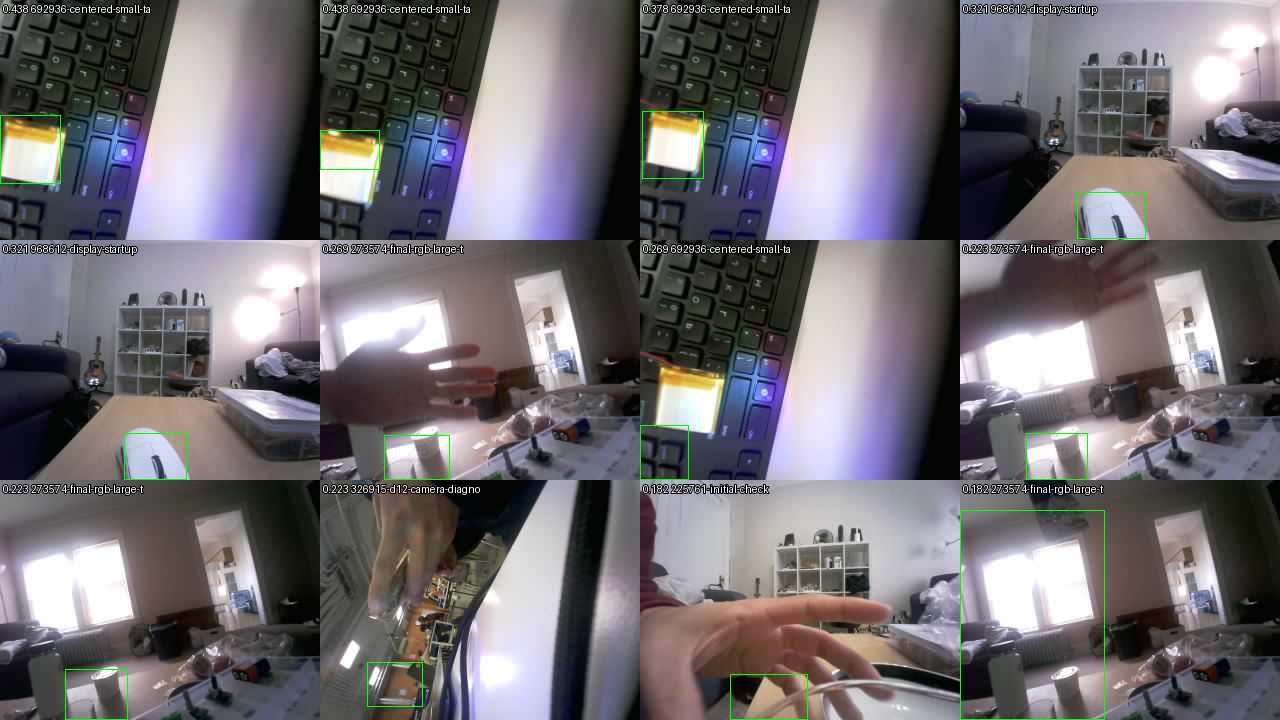 0.438 692936-centered-small-ta
0.438 692936-centered-small-ta
0.378 692936-centered-small-ta
0.321 968612-display-startup
0.321 968612-display-startup
0.269 273574-final-rgb-large-t
0.269 692936-centered-small-ta
0.223 273574-final-rgb-large-t
0.223 273574-final-rgb-large-t
0.223 326915-d12-camera-diagno
0.182 225761-initial-check
0.182 273574-final-rgb-large-t